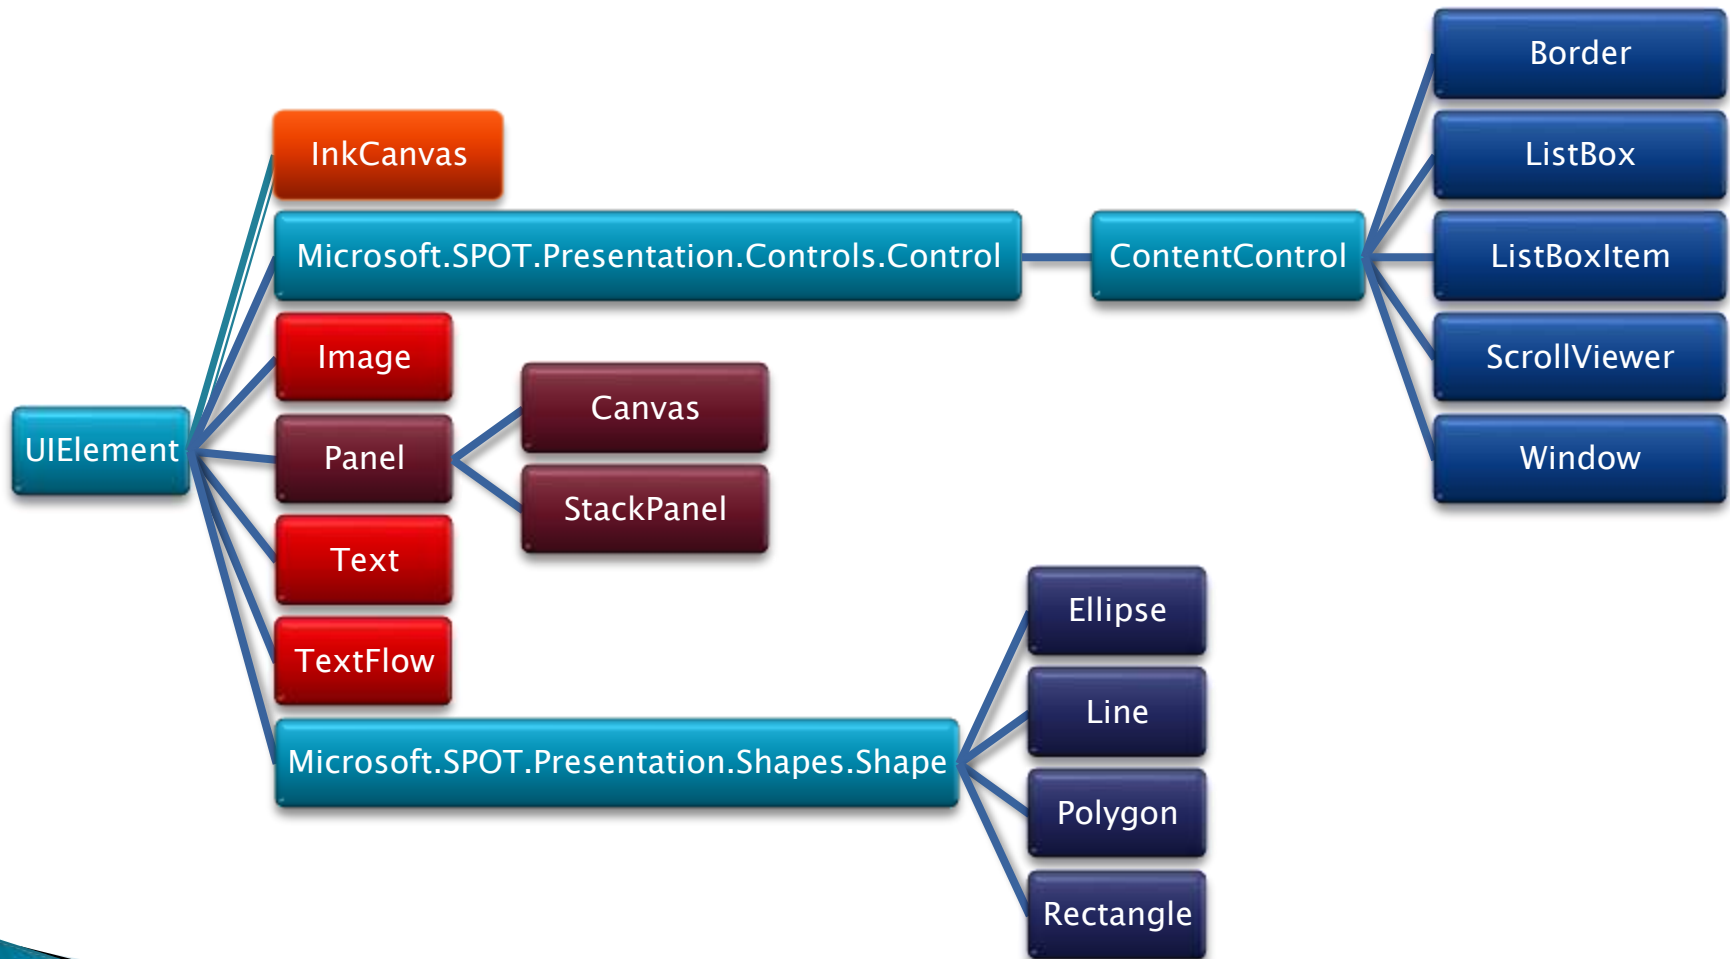 Border
InkCanvas
ListBox
Microsoft.SPOT.Presentation.Controls.Control
ContentControl
ListBoxItem
Image
ScrollViewer
Canvas
UIElement
Panel
Window
StackPanel
Text
Ellipse
TextFlow
Line
Microsoft.SPOT.Presentation.Shapes.Shape
Polygon
Rectangle